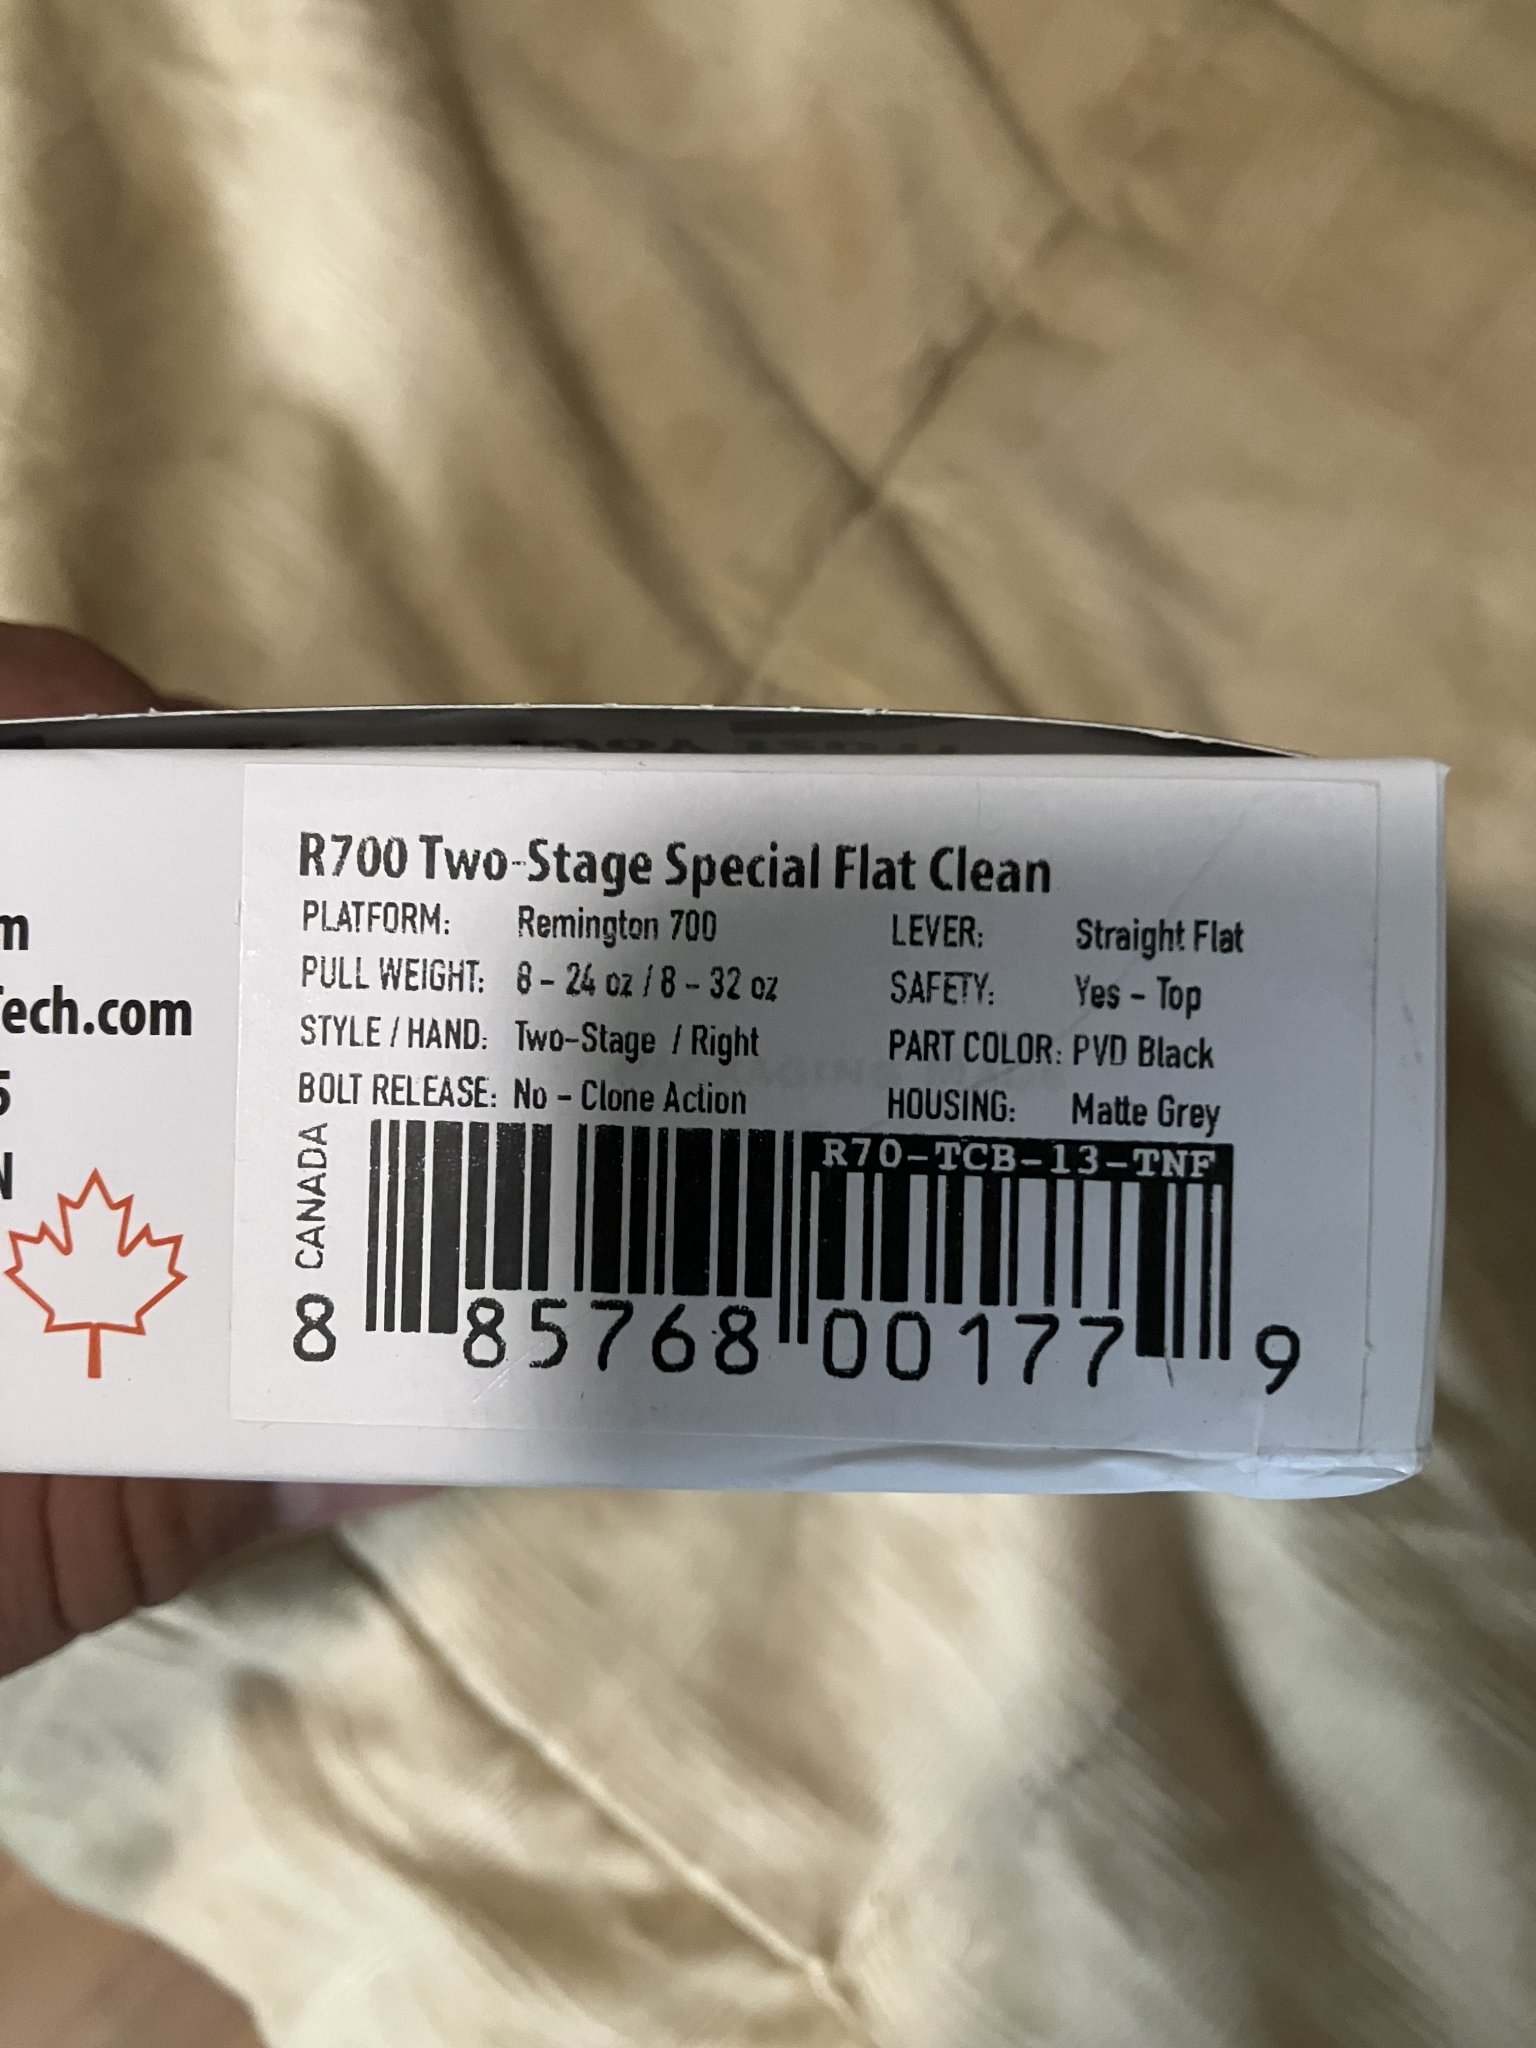 R700 Two-Stage Special Flat Clean
PLATFORM: Remington 700 LEVER: Straight Flat
PULL WEIGHT: 8 - 24 oz / 8 - 32 oz SAFETY: Yes - Top
STYLE / HAND: Two-Stage / Right PART COLOR: PVD Black
BOLT RELEASE: No - Clone Action HOUSING: Matte Grey
CANADA
R70-TCB-13-TNF
8 85768 00177 9
m
Tech.com
5
N